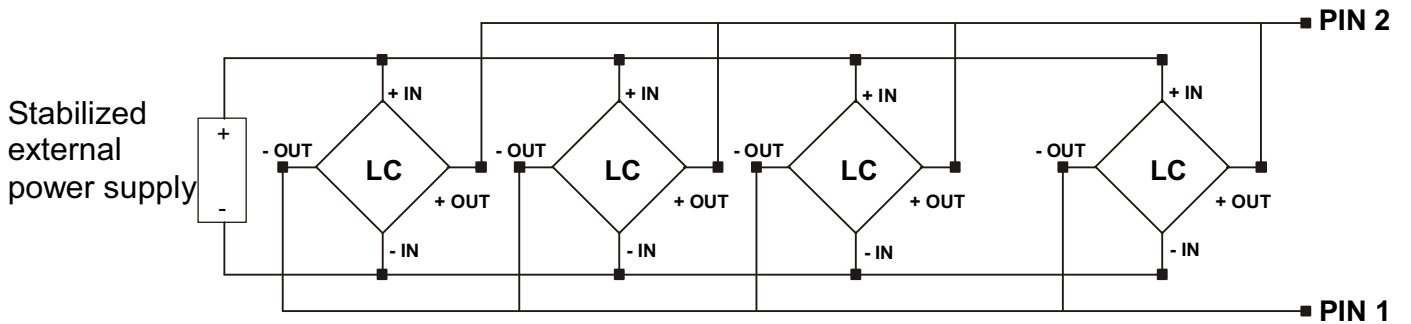 PIN 2
+ IN
+ IN
+ IN
+ IN
Stabilized
external
power supply
+
-
- OUT
LC
+ OUT
- OUT
LC
+ OUT
- OUT
LC
+ OUT
- OUT
LC
+ OUT
- IN
- IN
- IN
- IN
PIN 1